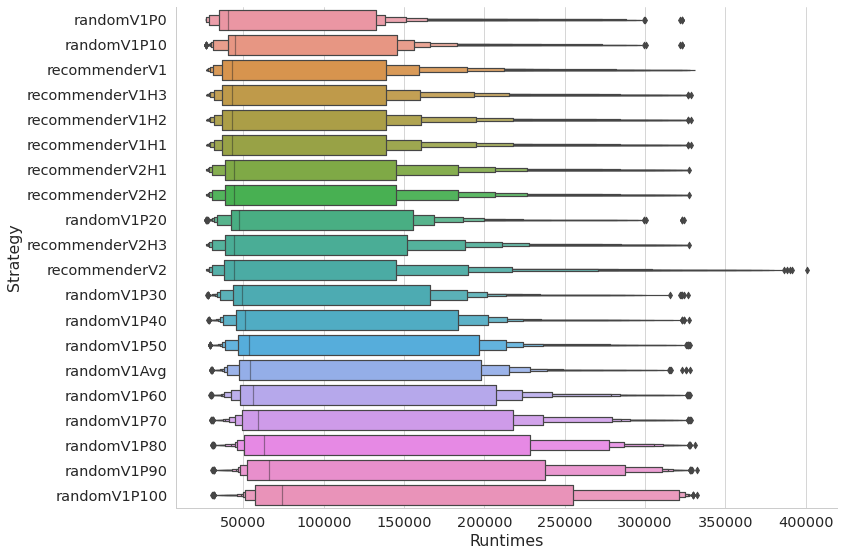 randomV1P0
randomV1P10
recommenderV1
recommenderV1H3
recommenderV1H2
recommenderV1H1
recommenderV2H1
recommenderV2H2
randomV1P20
recommenderV2H3
recommenderV2
randomV1P30
randomV1P40
randomV1P50
randomV1Avg
randomV1P60
randomV1P70
randomV1P80
randomV1P90
randomV1P100
Strategy
50000 100000 150000 200000 250000 300000 350000 400000
Runtimes